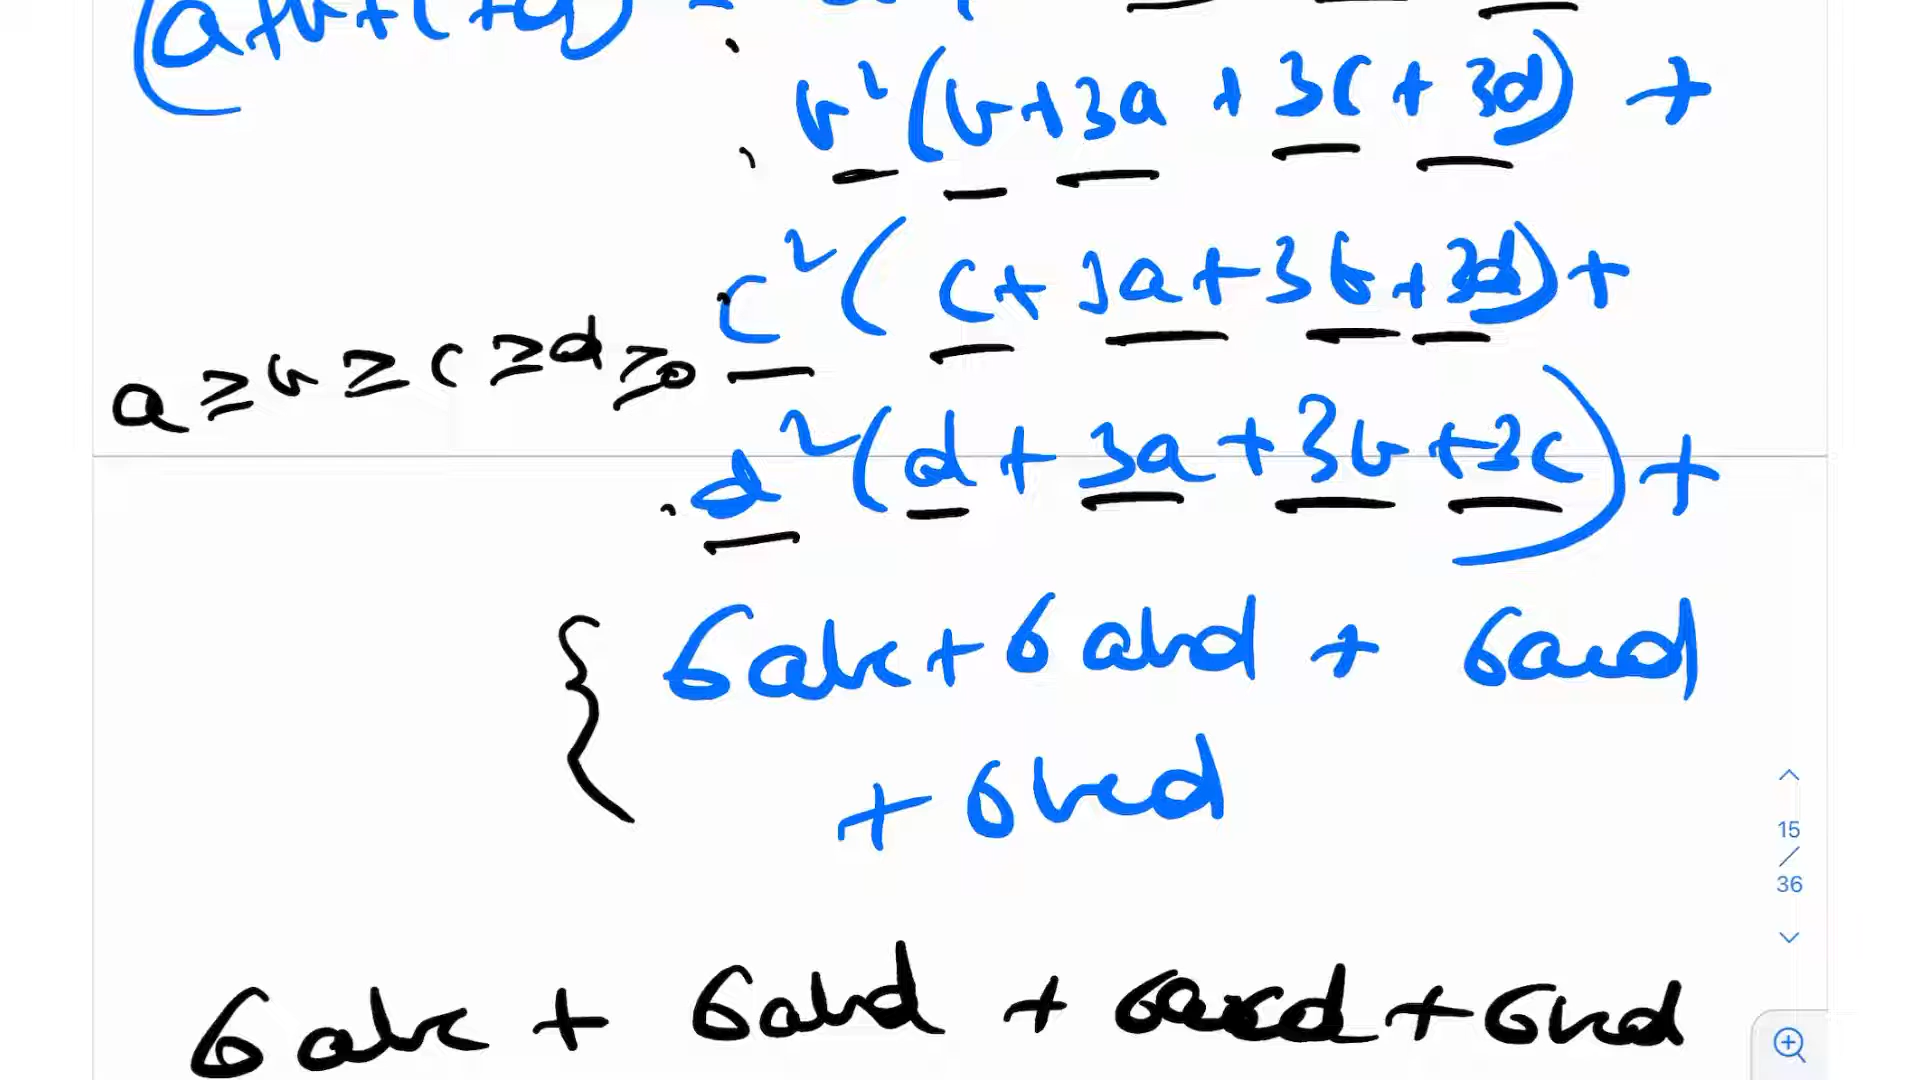 (a+b+c+d)
b²(b+3a+3c+3d)+
c²(c+3a+3b+3d)+
a≥b≥c≥d≥0
d²(d+3a+3b+3c)+
{6abc+6abd+6acd
+6bcd
15
/
36
6abc+6abd+6acd+6bcd